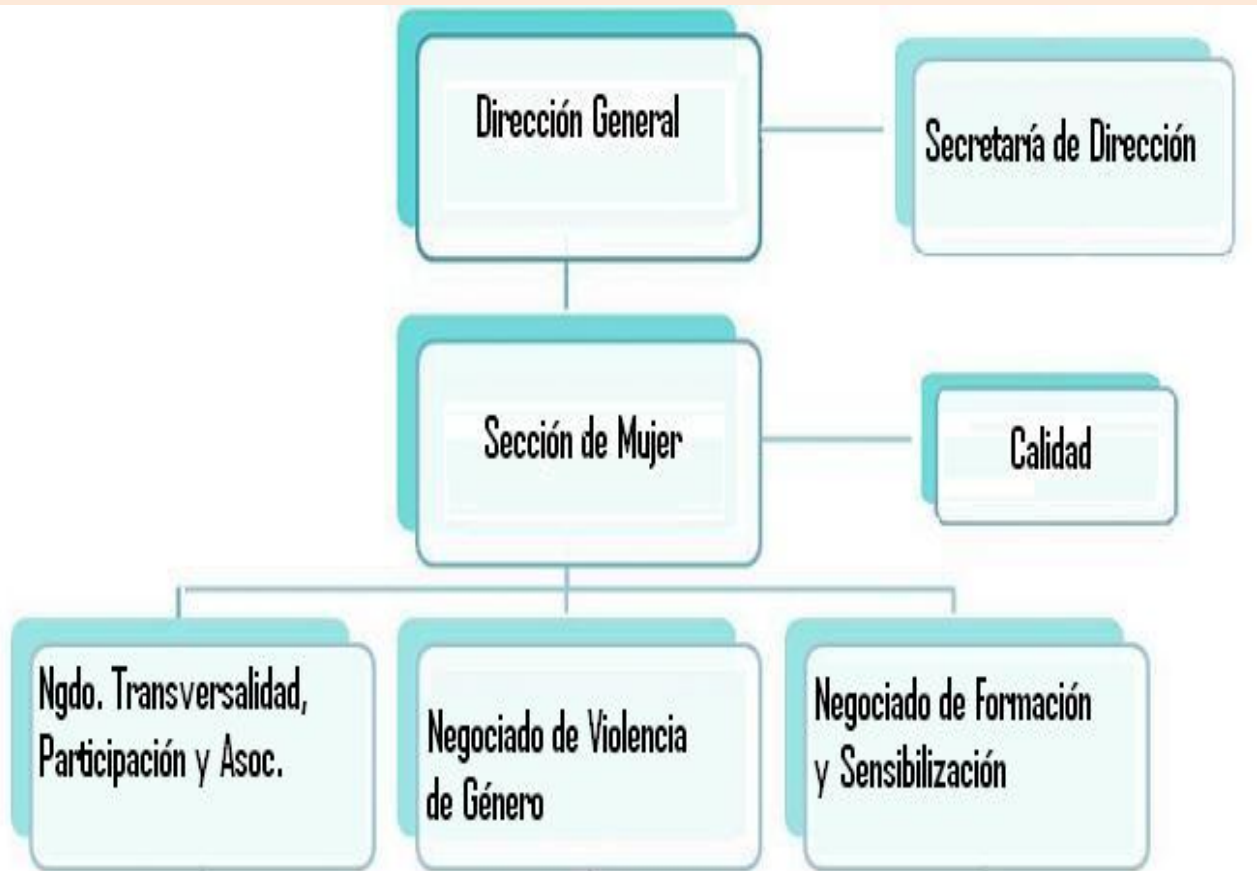 Dirección General
Secretaría de Dirección
Sección de Mujer
Calidad
Ngdo. Transversalidad,
Participación y Asoc.
Negociado de Violencia
de Género
Negociado de Formación
y Sensibilización